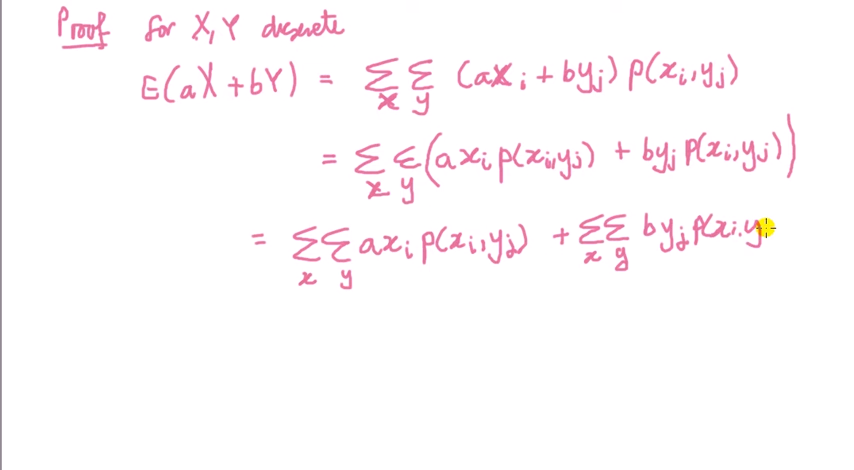 Proof for X, Y discrete
E(aX + bY) = ∑x ∑y (ax_i + by_j) p(x_i, y_j)
= ∑x ∑y (ax_i p(x_i, y_j) + by_j p(x_i, y_j))
= ∑x ∑y ax_i p(x_i, y_j) + ∑x ∑y by_j p(x_i, y